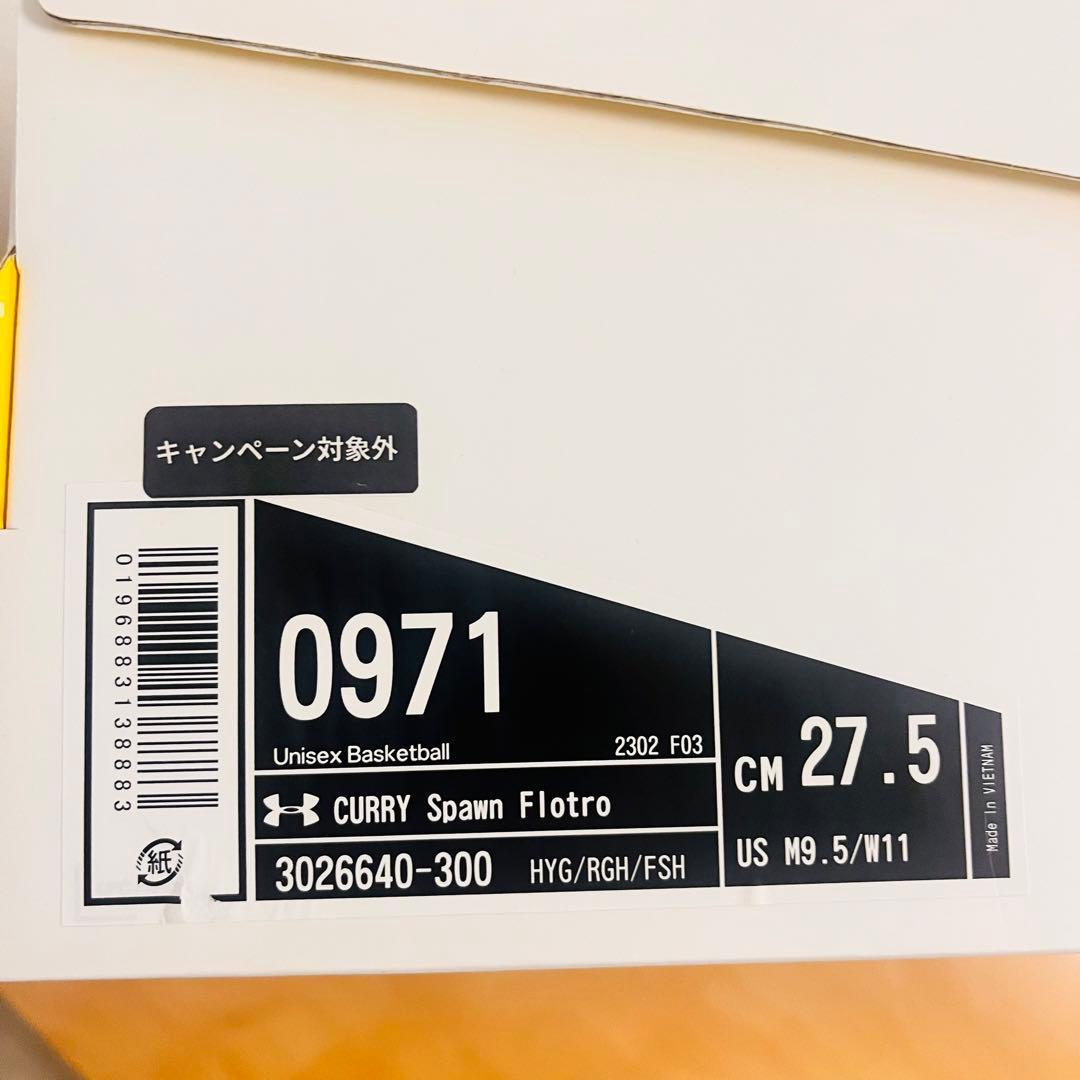 キャンペーン対象外
0196883138883
紙
0971
Unisex Basketball 2302 F03
CURRY Spawn Flotro
3026640-300 HYG/RGH/FSH
CM 27.5
US M9.5/W11
Made In VIETNAM